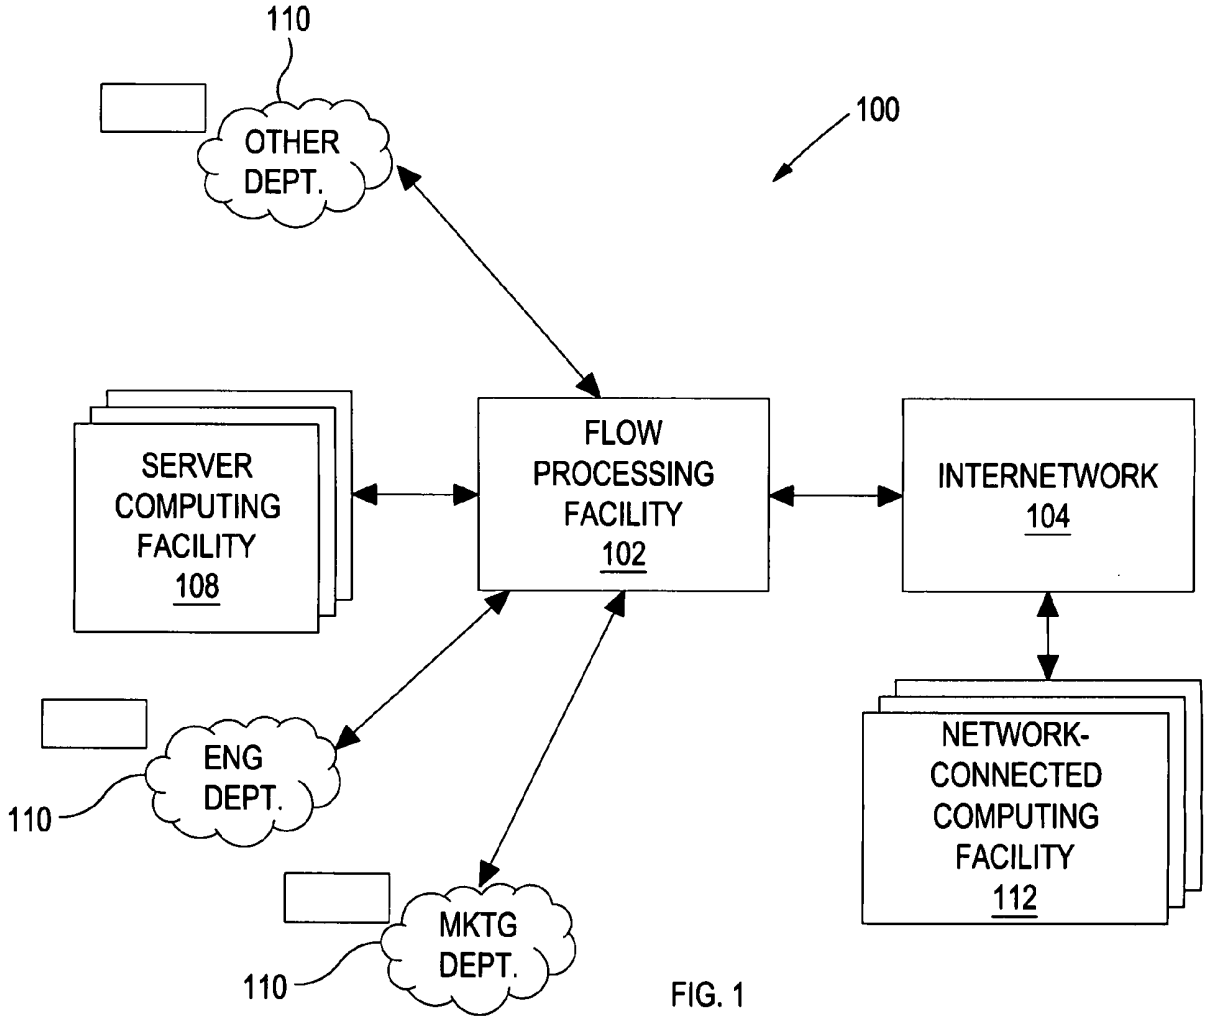 110
100
OTHER
DEPT.
SERVER
COMPUTING
FACILITY
108
FLOW
PROCESSING
FACILITY
102
INTERNETWORK
104
ENG
DEPT.
110
MKTG
DEPT.
110
NETWORK-
CONNECTED
COMPUTING
FACILITY
112
FIG. 1